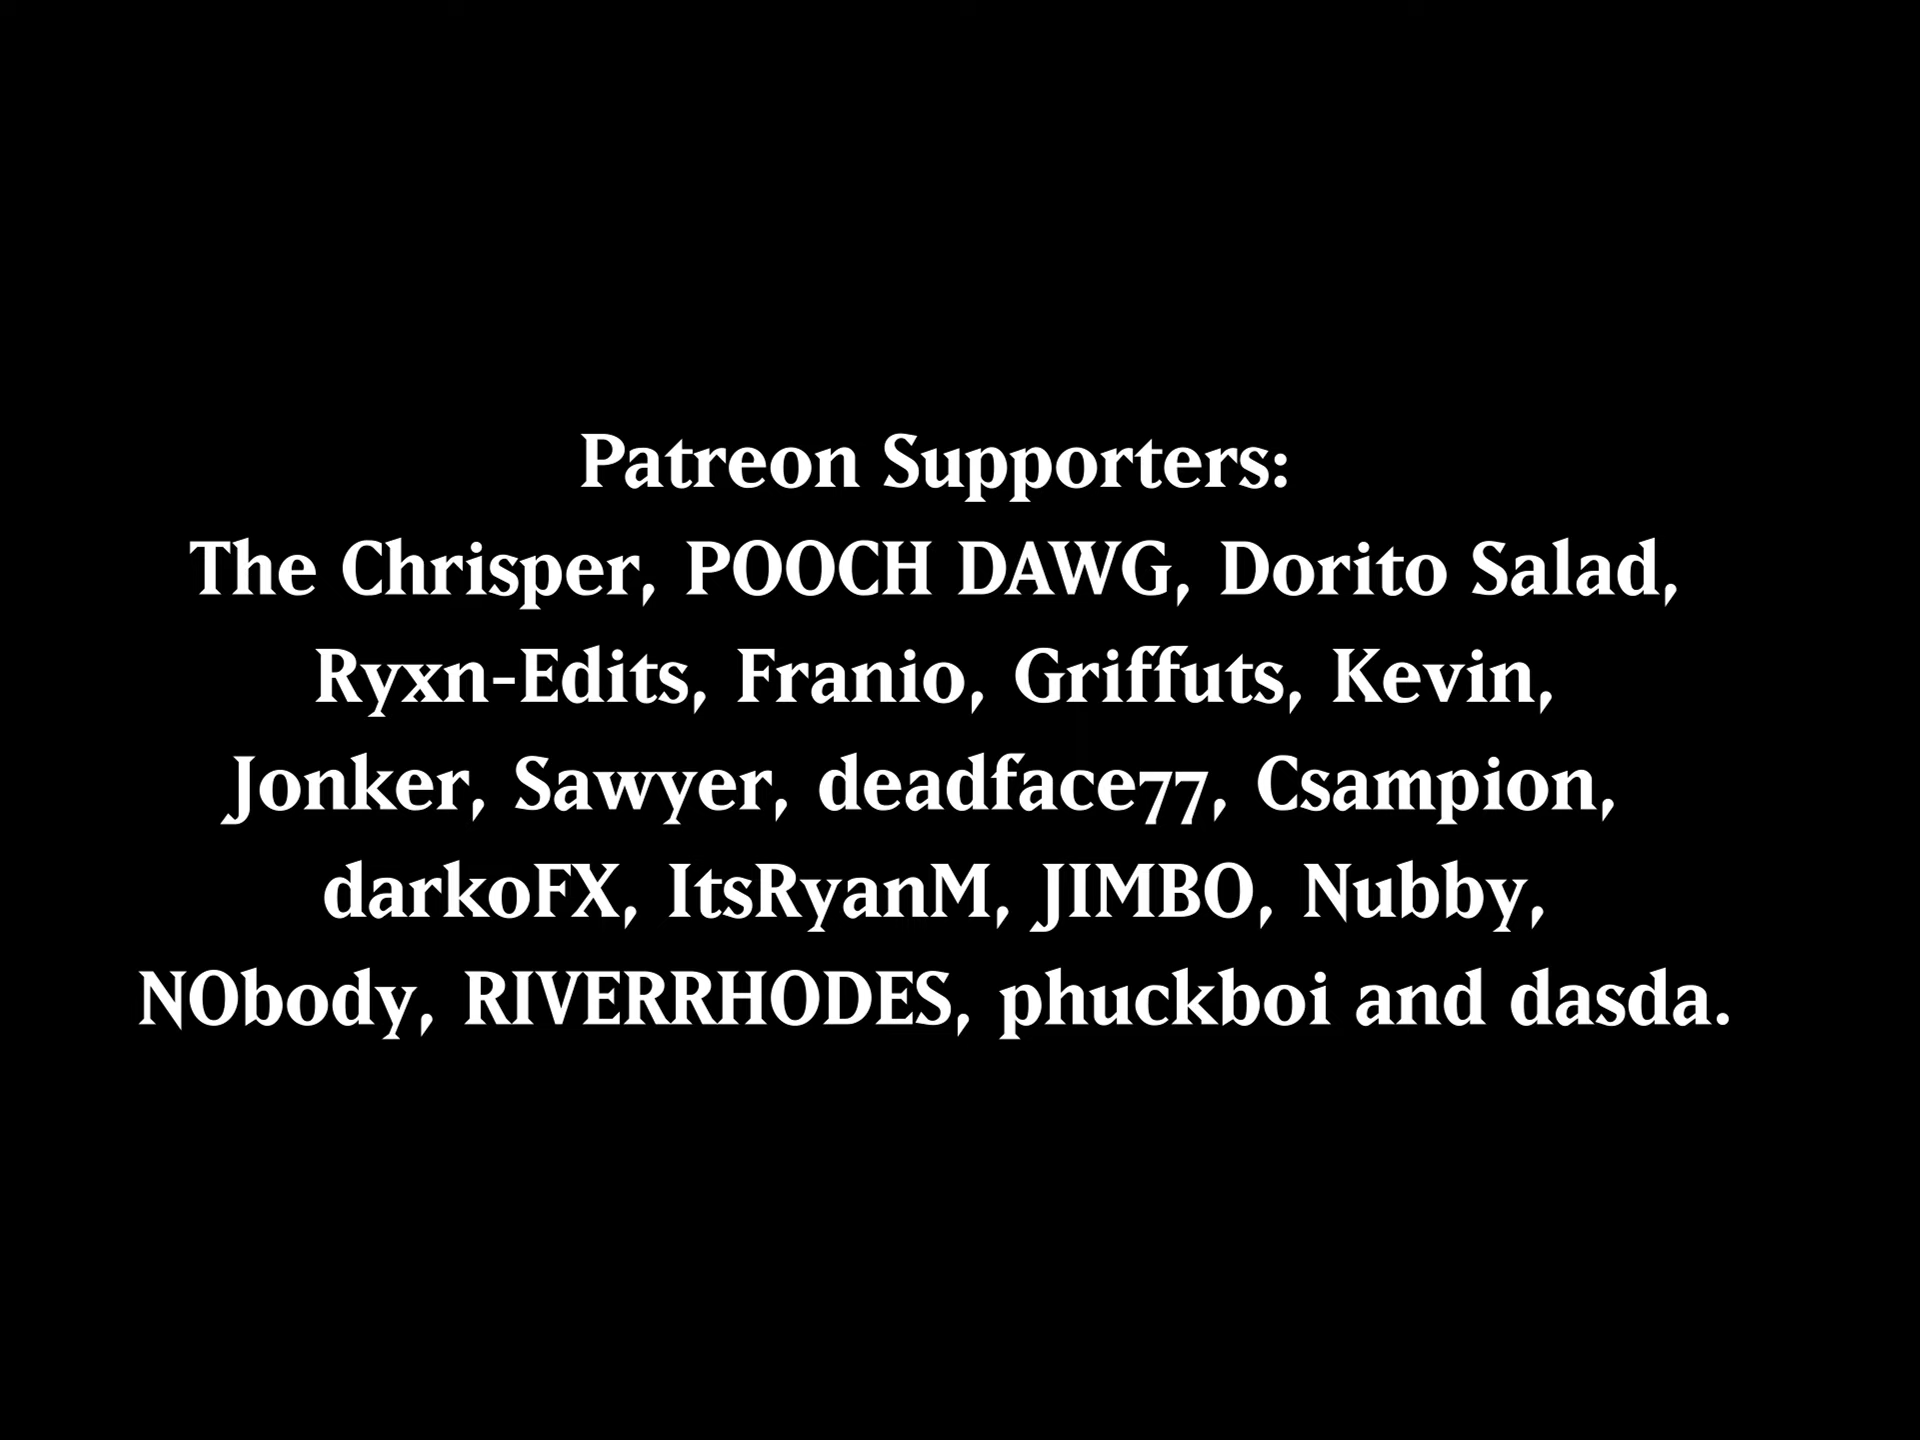 Patreon Supporters:
The Chrisper, POOCH DAWG, Dorito Salad,
Ryxn-Edits, Franio, Griffuts, Kevin,
Jonker, Sawyer, deadface77, Csampion,
darkoFX, ItsRyanM, JIMBO, Nubby,
NObody, RIVERRHODES, phuckboi and dasda.